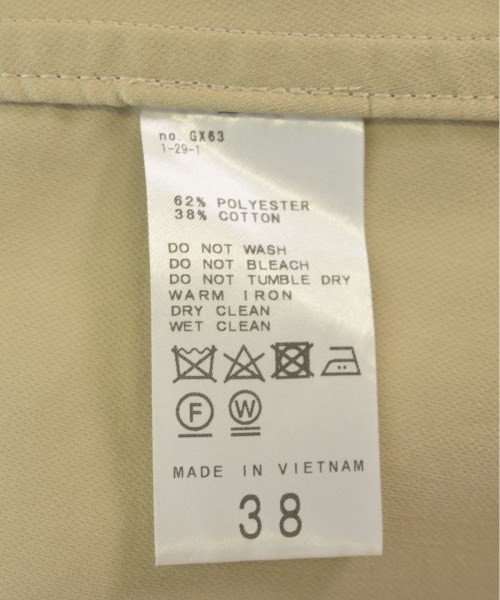 no. GX63
1-29-1
62% POLYESTER
38% COTTON
DO NOT WASH
DO NOT BLEACH
DO NOT TUMBLE DRY
WARM IRON
DRY CLEAN
WET CLEAN
F W
MADE IN VIETNAM
38